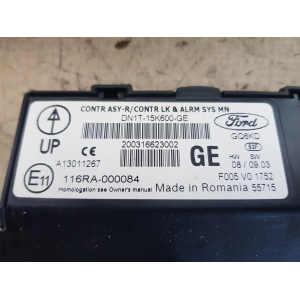 CONTR ASY-R/CONTR LK & ALRM SYS MN
DN1T-15K600-GE
Ford
GQ6KD
UP
200316623002
GE
537
HW SW
08 / 09.03
A13011267
CE
F005 V0 1752
E11
116RA-000084
Made in Romania 55715
Homologation see Owner's manual